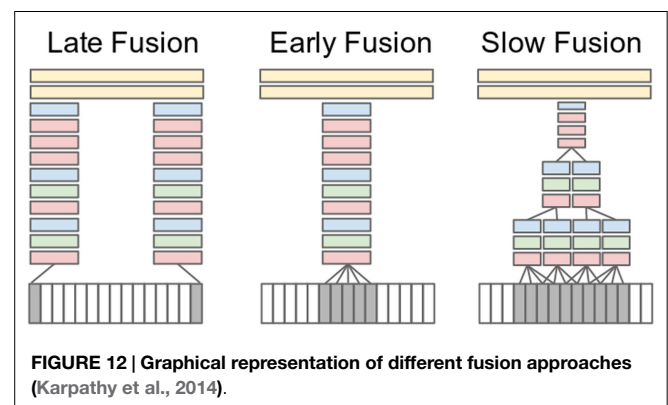 Late Fusion Early Fusion Slow Fusion
FIGURE 12 | Graphical representation of different fusion approaches
(Karpathy et al., 2014).